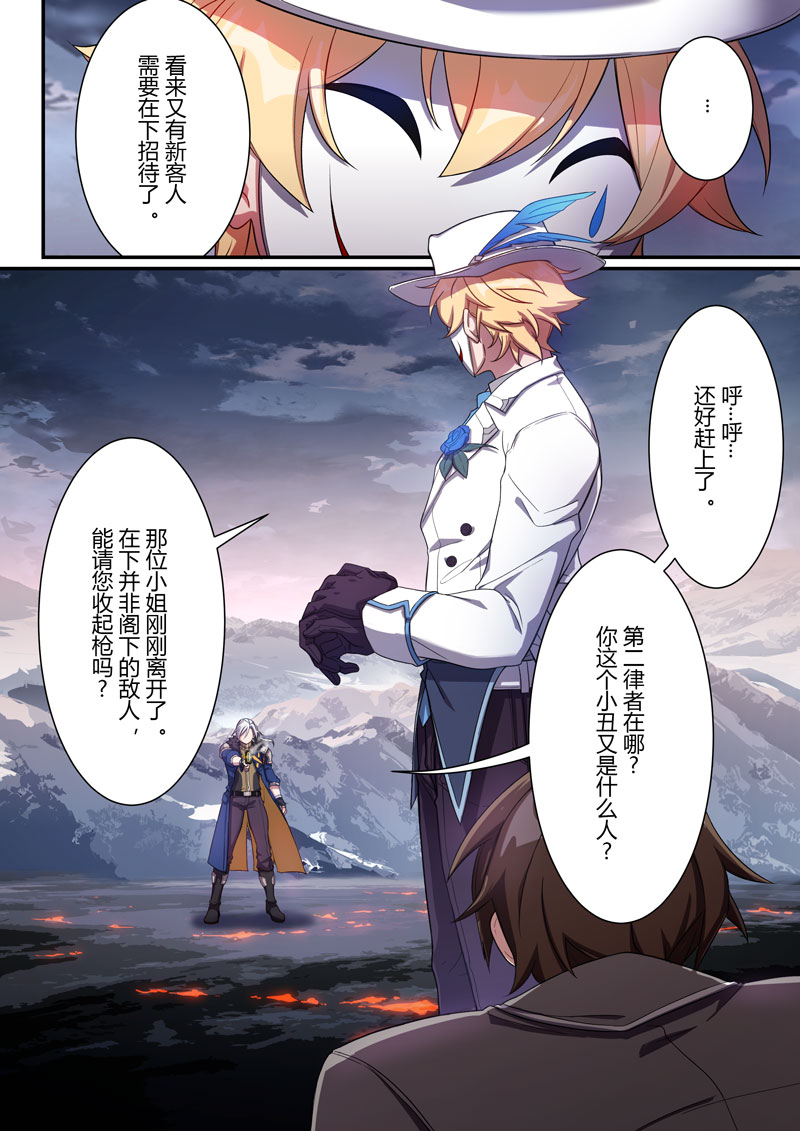 …
看来又有新客人
需要在下招待了。
呼…呼…
还好赶上了。
第二律者在哪？
你这个小丑又是什么人？
那位小姐刚刚离开了。
在下并非阁下的敌人，
能请您收起枪吗？